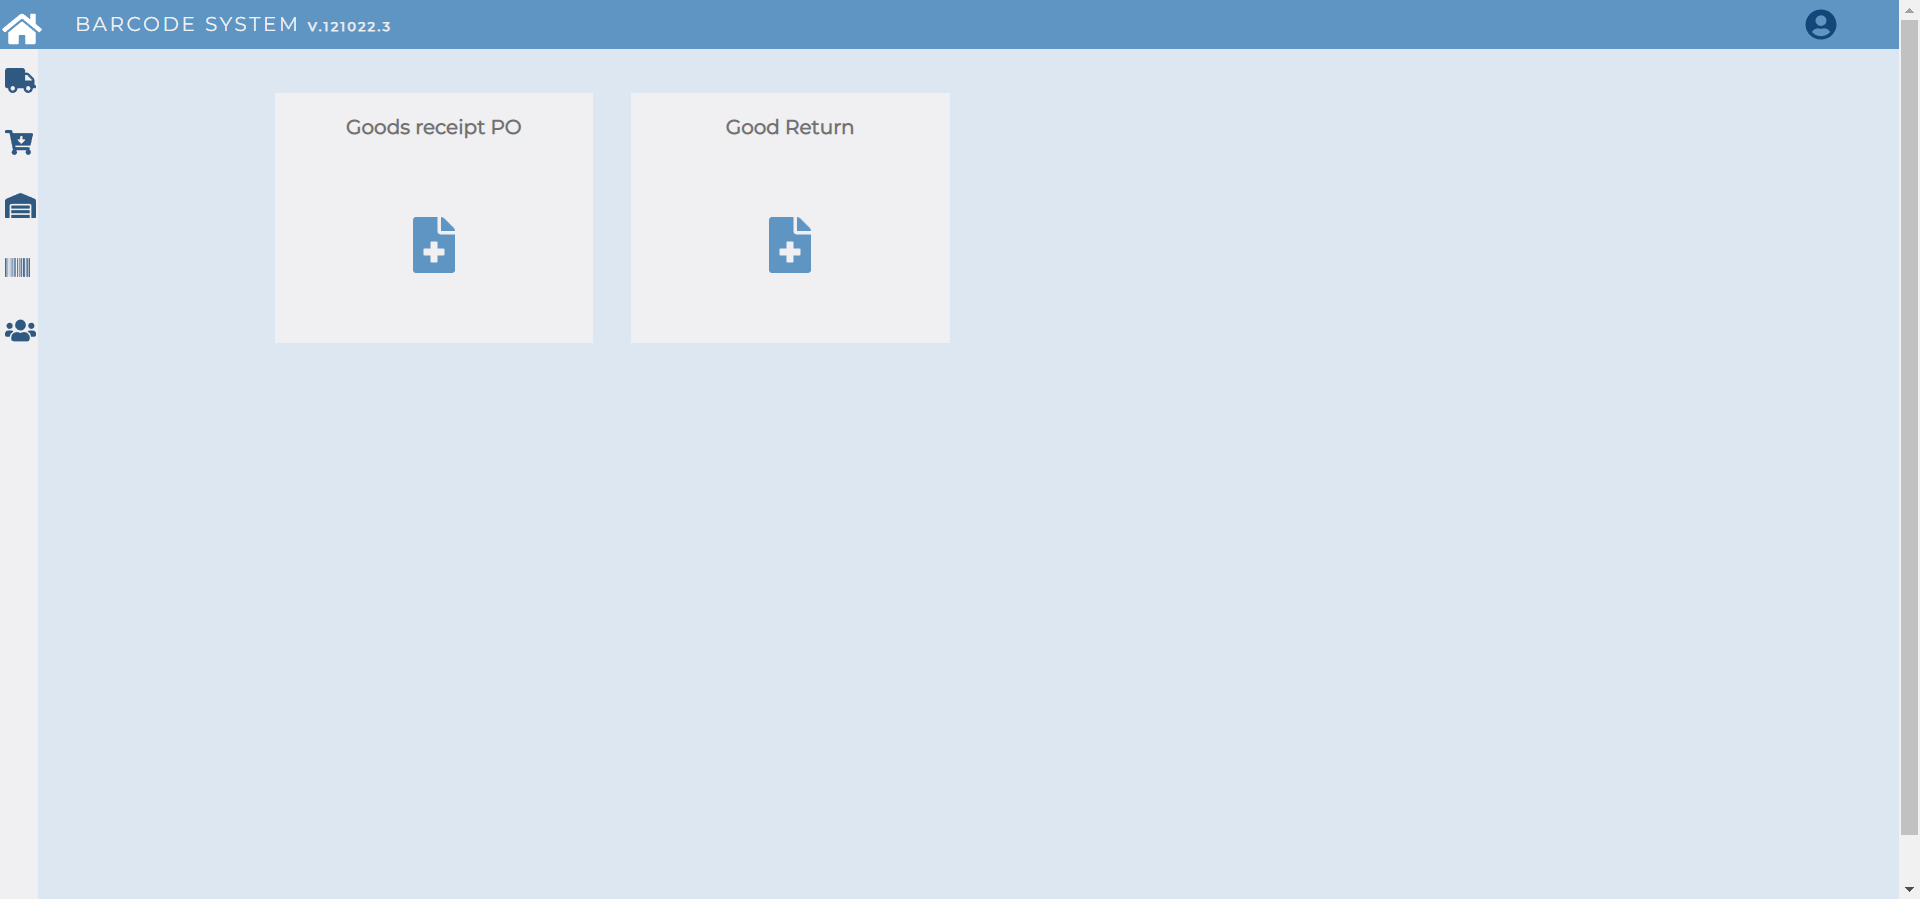 BARCODE SYSTEM V.121022.3
Goods receipt PO
Good Return